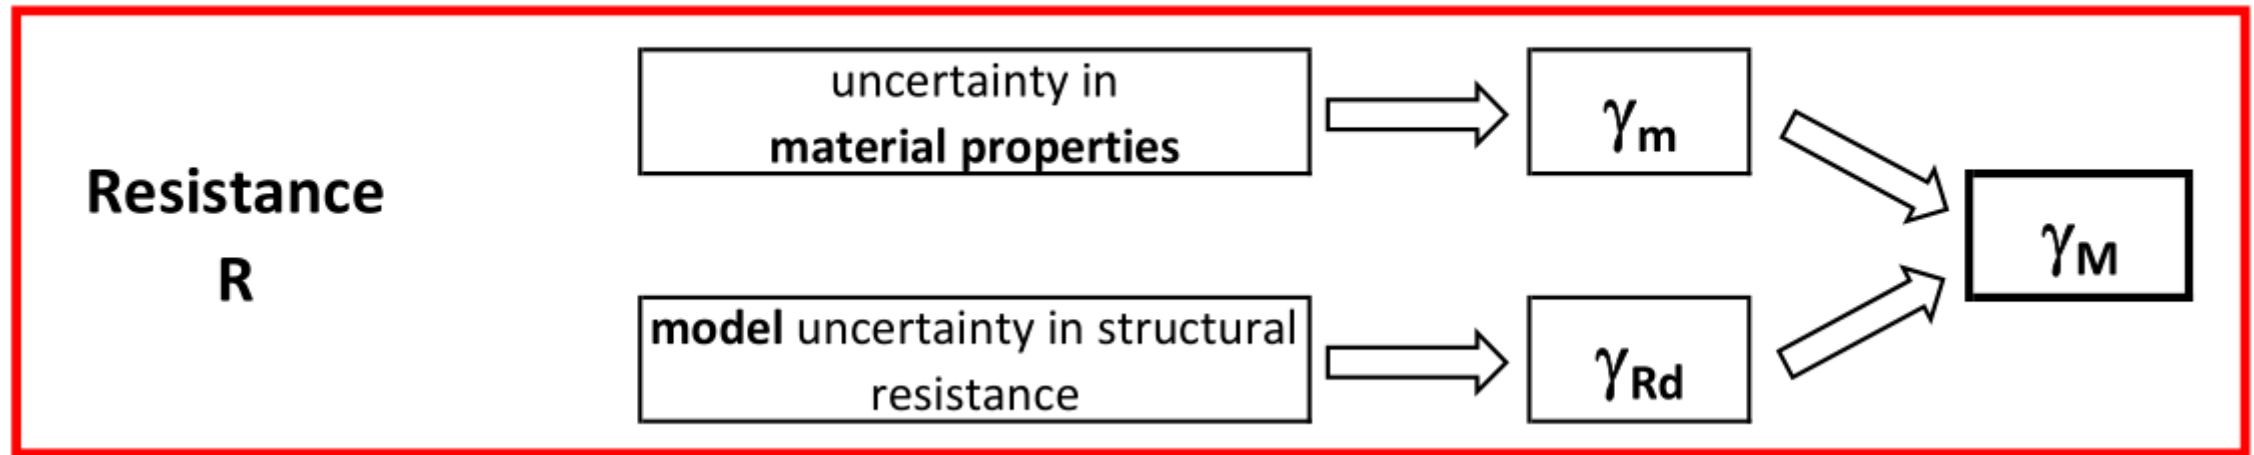 Resistance
R
uncertainty in
material properties
γm
model uncertainty in structural
resistance
γRd
γM